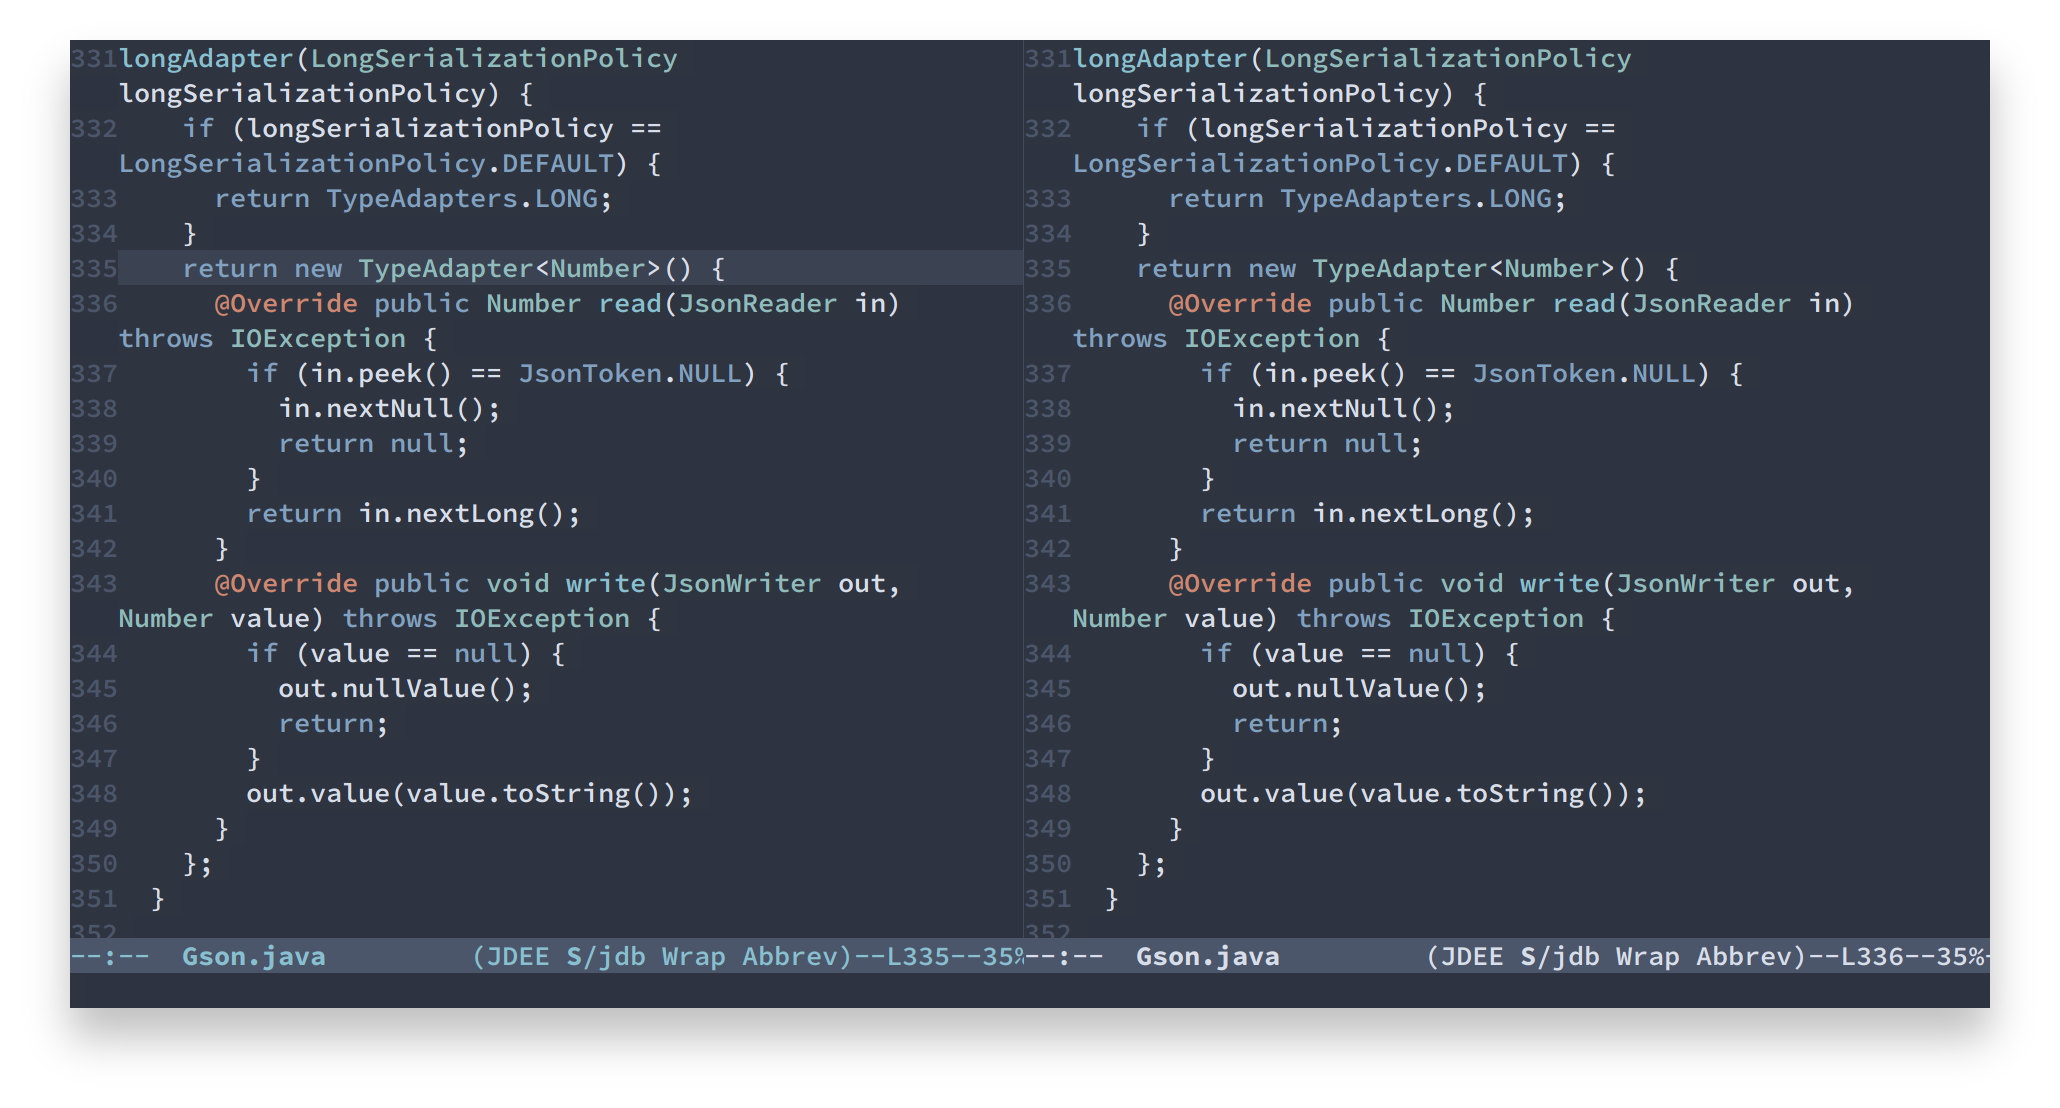 331longAdapter(LongSerializationPolicy
longSerializationPolicy) {
332    if (longSerializationPolicy ==
LongSerializationPolicy.DEFAULT) {
333      return TypeAdapters.LONG;
334    }
335    return new TypeAdapter<Number>() {
336      @Override public Number read(JsonReader in)
throws IOException {
337        if (in.peek() == JsonToken.NULL) {
338          in.nextNull();
339          return null;
340        }
341        return in.nextLong();
342      }
343      @Override public void write(JsonWriter out,
Number value) throws IOException {
344        if (value == null) {
345          out.nullValue();
346          return;
347        }
348        out.value(value.toString());
349      }
350    };
351  }
352
--:--  Gson.java         (JDEE S/jdb Wrap Abbrev)--L335--35%
331longAdapter(LongSerializationPolicy
longSerializationPolicy) {
332    if (longSerializationPolicy ==
LongSerializationPolicy.DEFAULT) {
333      return TypeAdapters.LONG;
334    }
335    return new TypeAdapter<Number>() {
336      @Override public Number read(JsonReader in)
throws IOException {
337        if (in.peek() == JsonToken.NULL) {
338          in.nextNull();
339          return null;
340        }
341        return in.nextLong();
342      }
343      @Override public void write(JsonWriter out,
Number value) throws IOException {
344        if (value == null) {
345          out.nullValue();
346          return;
347        }
348        out.value(value.toString());
349      }
350    };
351  }
352
--:--  Gson.java         (JDEE S/jdb Wrap Abbrev)--L336--35%-